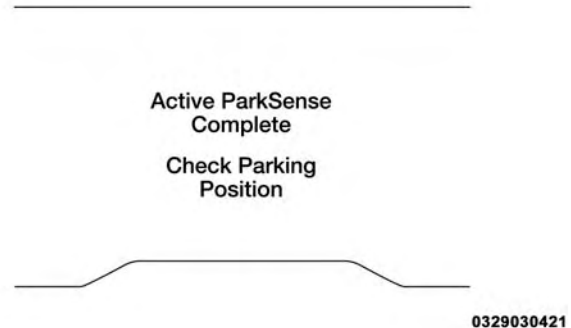 Active ParkSense
Complete
Check Parking
Position
0329030421